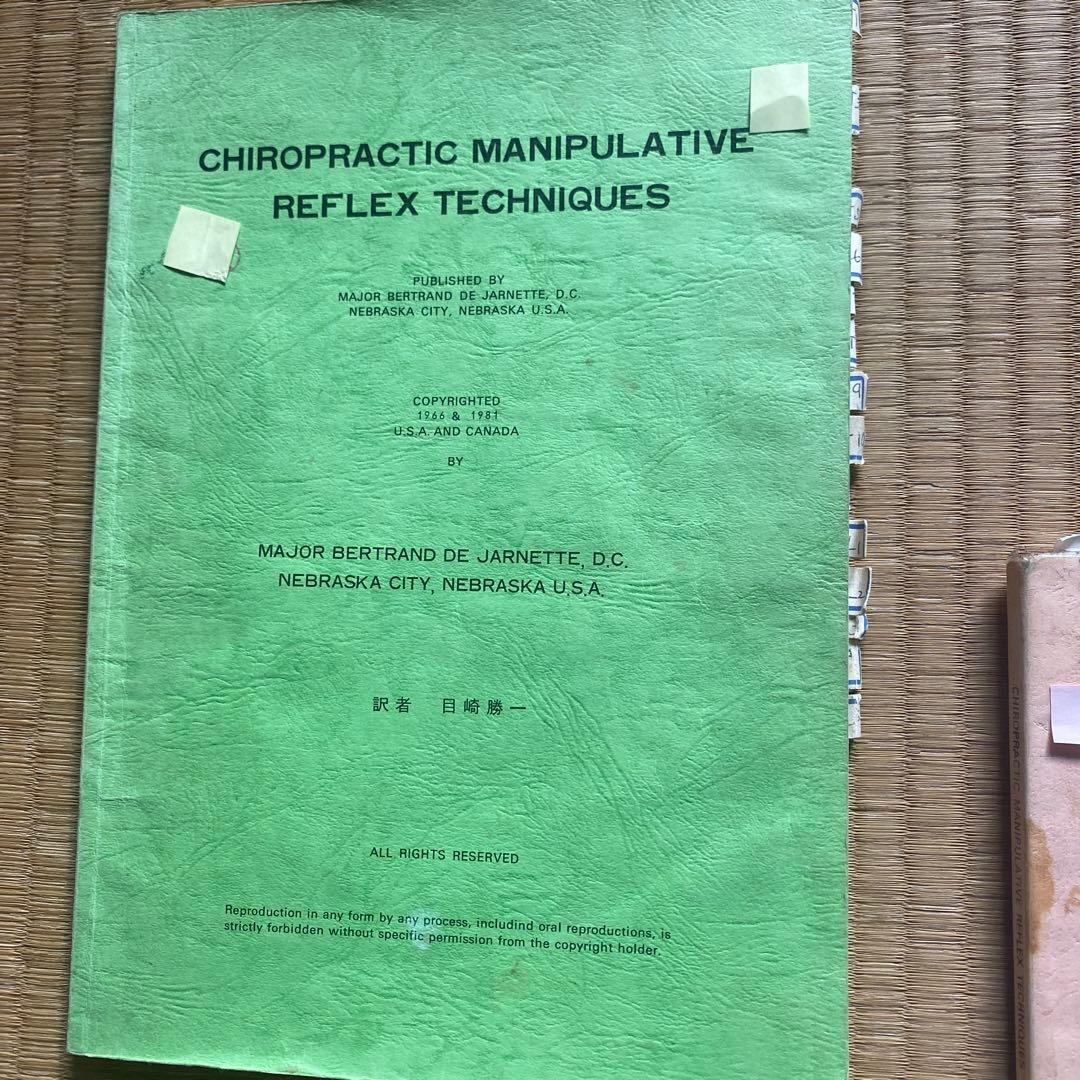 CHIROPRACTIC MANIPULATIVE
REFLEX TECHNIQUES
PUBLISHED BY
MAJOR BERTRAND DE JARNETTE, D.C.
NEBRASKA CITY, NEBRASKA U.S.A.
COPYRIGHTED
1966 & 1981
U.S.A. AND CANADA
BY
MAJOR BERTRAND DE JARNETTE, D.C.
NEBRASKA CITY, NEBRASKA U.S.A.
訳者 目崎勝一
ALL RIGHTS RESERVED
Reproduction in any form by any process, includind oral reproductions, is
strictly forbidden without specific permission from the copyright holder.
6
9
CHIROPRACTIC MANIPULATIVE REFLEX TECHNIQUES